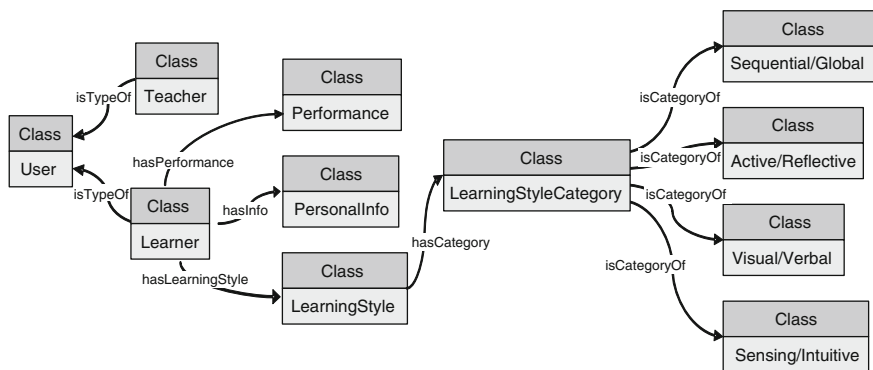 Class
Sequential/Global
Class
Teacher
isTypeOf
Class
Performance
isCategoryOf
Class
User
Class
Active/Reflective
isCategoryOf
hasPerformance
Class
LearningStyleCategory
isTypeOf
Class
Learner
hasInfo
Class
PersonalInfo
isCategoryOf
Class
Visual/Verbal
hasCategory
hasLearningStyle
Class
LearningStyle
isCategoryOf
Class
Sensing/Intuitive